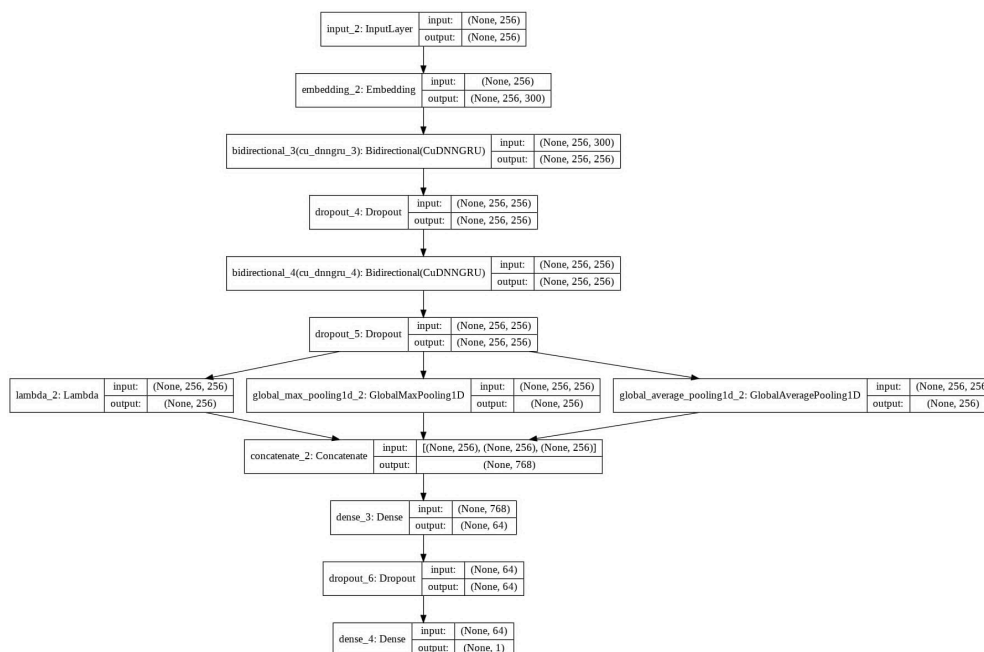 input_2: InputLayer input: (None, 256)
output: (None, 256)
embedding_2: Embedding input: (None, 256)
output: (None, 256, 300)
bidirectional_3(cu_dnngru_3): Bidirectional(CuDNNGRU) input: (None, 256, 300)
output: (None, 256, 256)
dropout_4: Dropout input: (None, 256, 256)
output: (None, 256, 256)
bidirectional_4(cu_dnngru_4): Bidirectional(CuDNNGRU) input: (None, 256, 256)
output: (None, 256, 256)
dropout_5: Dropout input: (None, 256, 256)
output: (None, 256, 256)
lambda_2: Lambda input: (None, 256, 256)
output: (None, 256)
global_max_pooling1d_2: GlobalMaxPooling1D input: (None, 256, 256)
output: (None, 256)
global_average_pooling1d_2: GlobalAveragePooling1D input: (None, 256, 256
output: (None, 256)
concatenate_2: Concatenate input: [(None, 256), (None, 256), (None, 256)]
output: (None, 768)
dense_3: Dense input: (None, 768)
output: (None, 64)
dropout_6: Dropout input: (None, 64)
output: (None, 64)
dense_4: Dense input: (None, 64)
output: (None, 1)